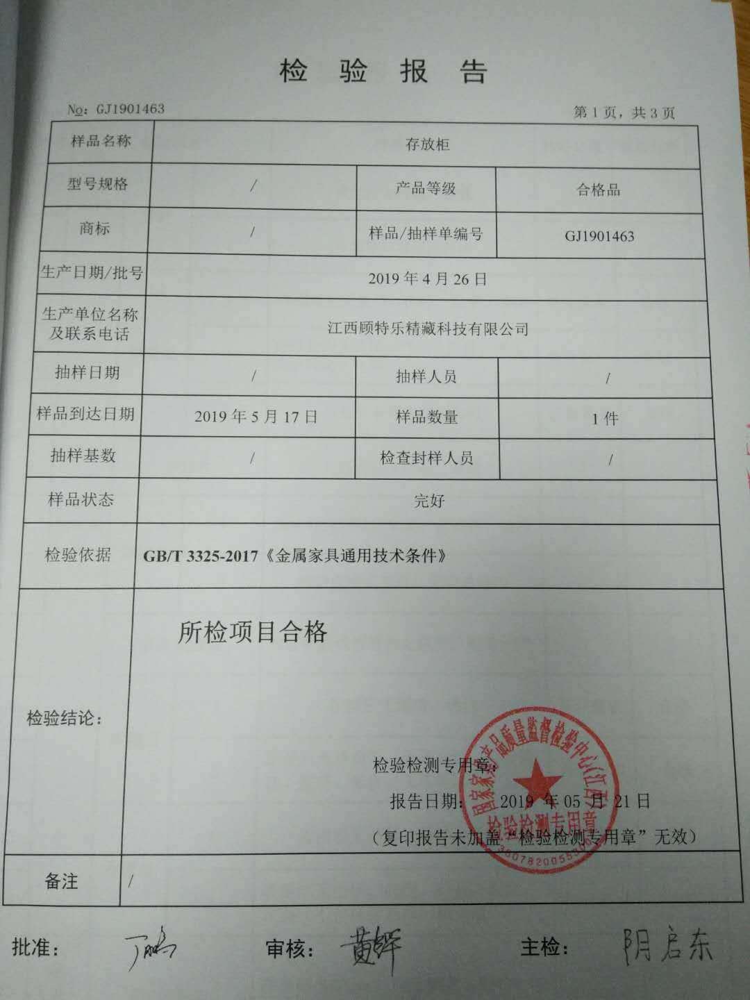 检 验 报 告
No: GJ1901463
第 1 页，共 3 页
样品名称 存放柜
型号规格 / 产品等级 合格品
商标 / 样品/抽样单编号 GJ1901463
生产日期/批号 2019 年 4 月 26 日
生产单位名称
及联系电话 江西顾特乐精藏科技有限公司
抽样日期 / 抽样人员 /
样品到达日期 2019 年 5 月 17 日 样品数量 1 件
抽样基数 / 检查封样人员 /
样品状态 完好
检验依据 GB/T 3325-2017《金属家具通用技术条件》
所检项目合格
检验结论：
检验检测专用章：
报告日期： 2019 年 05 月 21 日
（复印报告未加盖“检验检测专用章”无效）
国家家具产品质量监督检验中心(江西)
检验检测专用章
备注 /
批准： 丁鹏 审核： 黄辉 主检： 阴启东